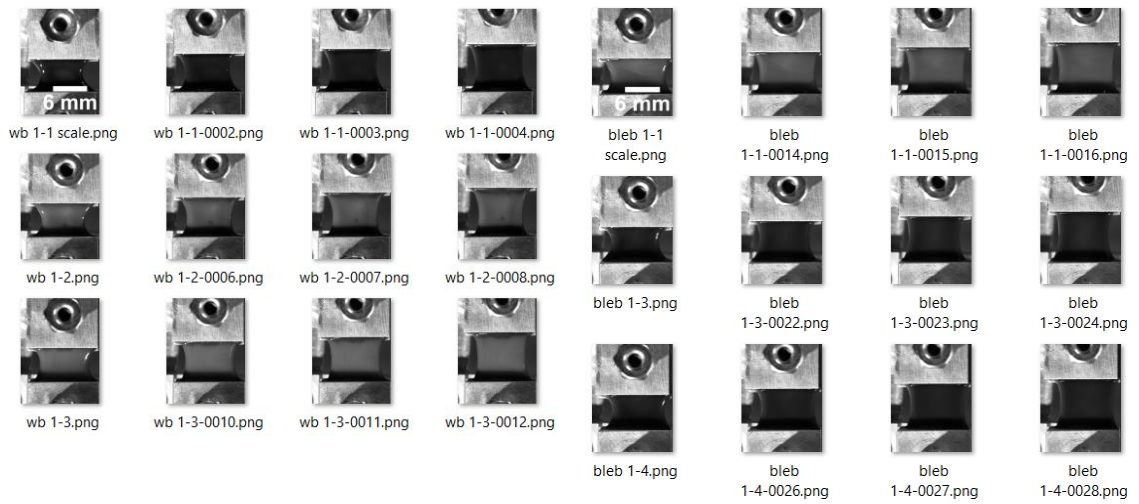 6 mm
wb 1-1 scale.png
wb 1-1-0002.png
wb 1-1-0003.png
wb 1-1-0004.png
wb 1-2.png
wb 1-2-0006.png
wb 1-2-0007.png
wb 1-2-0008.png
wb 1-3.png
wb 1-3-0010.png
wb 1-3-0011.png
wb 1-3-0012.png
6 mm
bleb 1-1
scale.png
bleb
1-1-0014.png
bleb
1-1-0015.png
bleb
1-1-0016.png
bleb 1-3.png
bleb
1-3-0022.png
bleb
1-3-0023.png
bleb
1-3-0024.png
bleb 1-4.png
bleb
1-4-0026.png
bleb
1-4-0027.png
bleb
1-4-0028.png